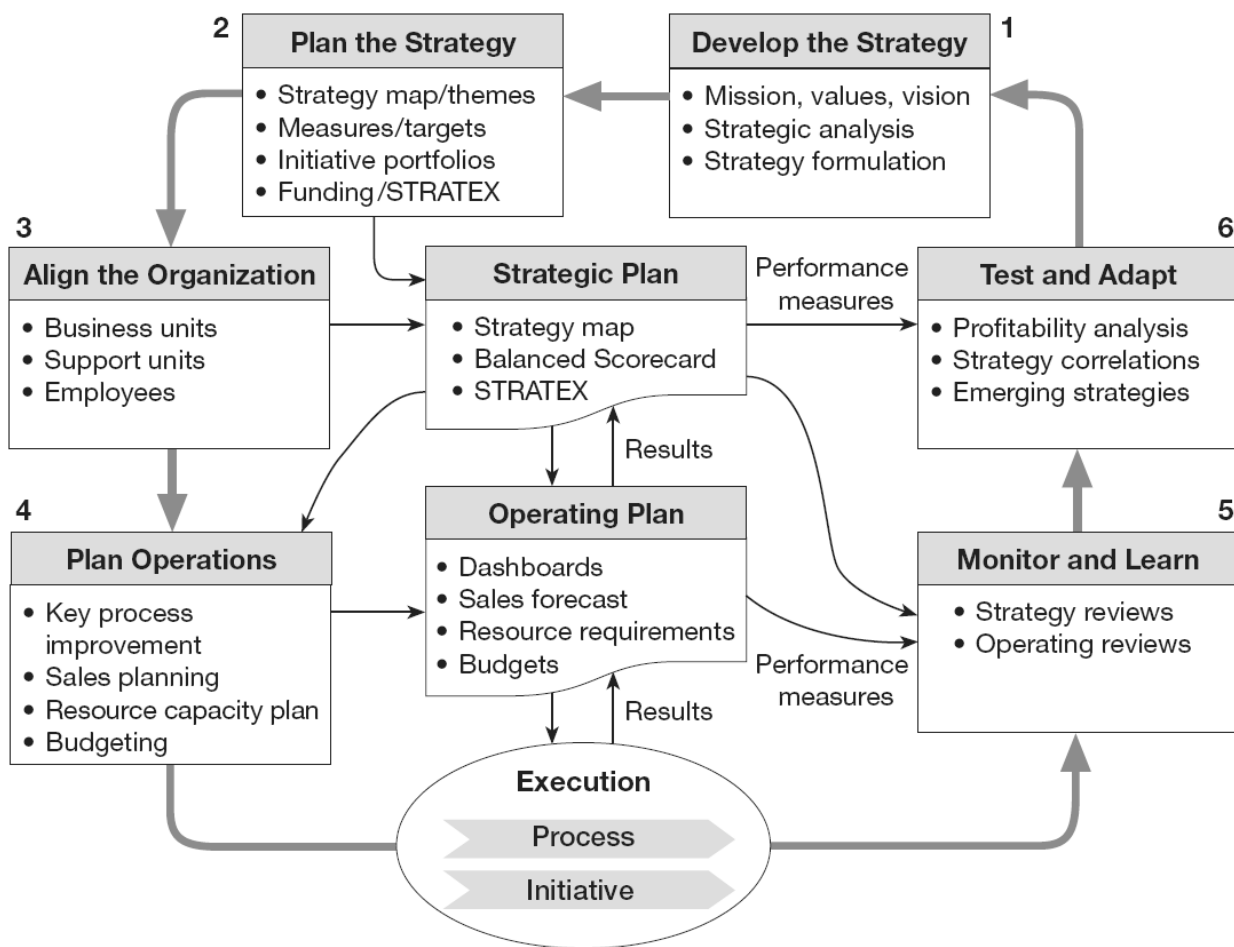 2
Plan the Strategy
• Strategy map/themes
• Measures/targets
• Initiative portfolios
• Funding/STRATEX
1
Develop the Strategy
• Mission, values, vision
• Strategic analysis
• Strategy formulation
3
Align the Organization
• Business units
• Support units
• Employees
Strategic Plan
• Strategy map
• Balanced Scorecard
• STRATEX
Performance
measures
6
Test and Adapt
• Profitability analysis
• Strategy correlations
• Emerging strategies
Results
4
Plan Operations
• Key process
improvement
• Sales planning
• Resource capacity plan
• Budgeting
Operating Plan
• Dashboards
• Sales forecast
• Resource requirements
• Budgets
Performance
measures
5
Monitor and Learn
• Strategy reviews
• Operating reviews
Results
Execution
Process
Initiative